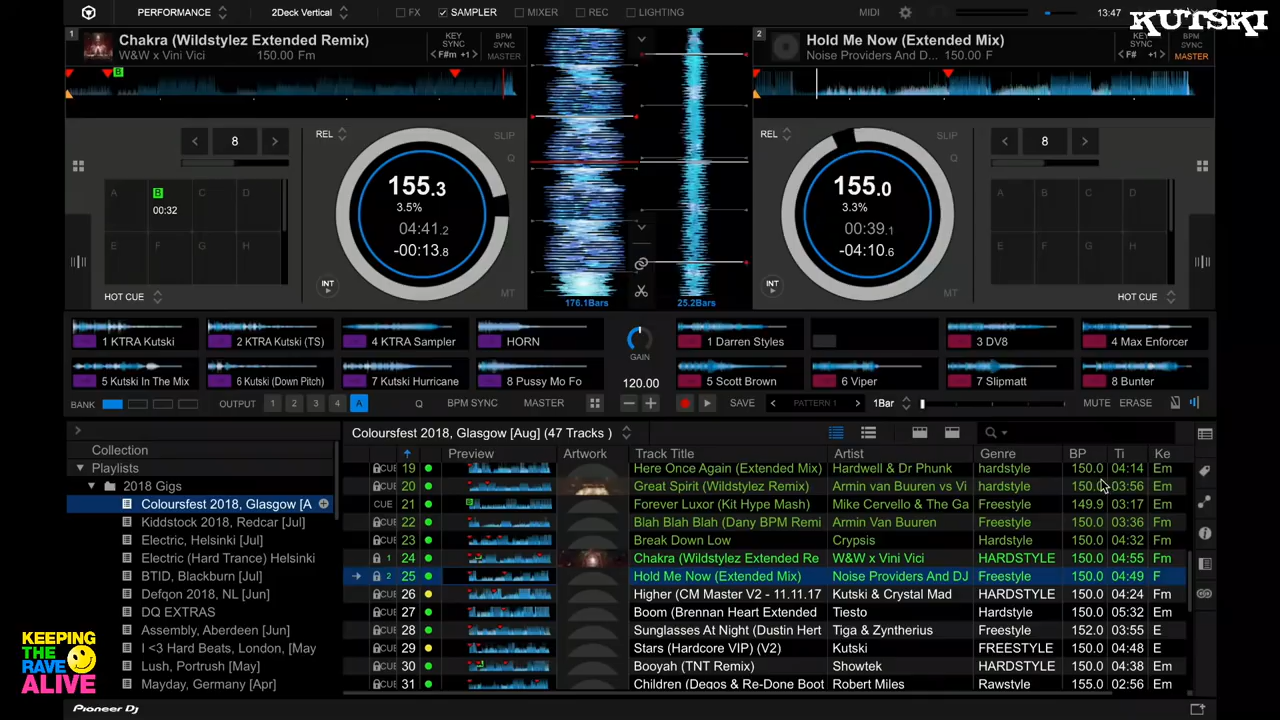 PERFORMANCE 2Deck Vertical FX SAMPLER MIXER REC LIGHTING MIDI 13:47
KUTSKI
1 Chakra (Wildstylez Extended Remix)
W&W x Vini Vici 150.00 Fm
KEY SYNC < F#m +1 >
BPM SYNC MASTER
2 Hold Me Now (Extended Mix)
Noise Providers And D... 150.00 F
KEY SYNC < F# +1 >
BPM SYNC MASTER
B
< 8 > REL SLIP Q
A B C D
00:32
E F G H
HOT CUE
155.3
3.5%
04:41.2
-00:13.8
INT MT
176.1Bars 25.2Bars
REL SLIP Q < 8 >
155.0
3.3%
00:39.1
-04:10.6
INT MT
A B C D
E F G H
HOT CUE
1 KTRA Kutski 2 KTRA Kutski (TS) 4 KTRA Sampler HORN GAIN 1 Darren Styles 3 DV8 4 Max Enforcer
5 Kutski In The Mix 6 Kutski (Down Pitch) 7 Kutski Hurricane 8 Pussy Mo Fo 120.00 5 Scott Brown 6 Viper 7 Slipmatt 8 Bunter
BANK OUTPUT 1 2 3 4 A Q BPM SYNC MASTER SAVE < PATTERN 1 > 1Bar MUTE ERASE
Collection
Playlists
2018 Gigs
Coloursfest 2018, Glasgow [A
Kiddstock 2018, Redcar [Jul]
Electric, Helsinki [Jul]
Electric (Hard Trance) Helsinki
BTID, Blackburn [Jul]
Defqon 2018, NL [Jun]
DQ EXTRAS
Assembly, Aberdeen [Jun]
I <3 Hard Beats, London, [May
Lush, Portrush [May]
Mayday, Germany [Apr]
Coloursfest 2018, Glasgow [Aug] (47 Tracks )
Preview Artwork Track Title Artist Genre BP Ti Ke
CUE 19 Here Once Again (Extended Mix) Hardwell & Dr Phunk hardstyle 150.0 04:14 Em
CUE 20 Great Spirit (Wildstylez Remix) Armin van Buuren vs Vi hardstyle 150.0 03:56 Em
CUE 21 Forever Luxor (Kit Hype Mash) Mike Cervello & The Ga Freestyle 149.9 03:17 Em
CUE 22 Blah Blah Blah (Dany BPM Remi Armin Van Buuren Freestyle 150.0 03:36 Fm
CUE 23 Break Down Low Crypsis Hardstyle 150.0 04:32 Fm
1 24 Chakra (Wildstylez Extended Re W&W x Vini Vici HARDSTYLE 150.0 04:55 Fm
2 25 Hold Me Now (Extended Mix) Noise Providers And DJ Freestyle 150.0 04:49 F
CUE 26 Higher (CM Master V2 - 11.11.17 Kutski & Crystal Mad HARDSTYLE 150.0 04:24 Fm
CUE 27 Boom (Brennan Heart Extended Tiesto Hardstyle 150.0 05:32 Em
CUE 28 Sunglasses At Night (Dustin Hert Tiga & Zyntherius Freestyle 152.0 03:55 E
CUE 29 Stars (Hardcore VIP) (V2) Kutski FREESTYLE 150.0 04:48 E
CUE 30 Booyah (TNT Remix) Showtek HARDSTYLE 150.0 04:38 Em
CUE 31 Children (Degos & Re-Done Boot Robert Miles Rawstyle 155.0 02:56 Em
KEEPING
THE
RAVE
ALIVE
Pioneer Dj